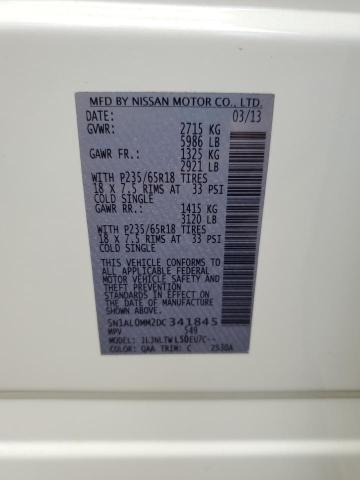 MFD BY NISSAN MOTOR CO., LTD.
DATE: 03/13
GVWR: 2715 KG
5986 LB
GAWR FR.: 1325 KG
2921 LB
WITH P235/65R18 TIRES
18 X 7.5 RIMS AT 33 PSI
COLD SINGLE
GAWR RR.: 1415 KG
3120 LB
WITH P235/65R18 TIRES
18 X 7.5 RIMS AT 33 PSI
COLD SINGLE
THIS VEHICLE CONFORMS TO
ALL APPLICABLE FEDERAL
MOTOR VEHICLE SAFETY AND
THEFT PREVENTION STANDARDS
IN EFFECT ON THE DATE OF
MANUFACTURE SHOWN ABOVE.
5N1AL0MM2DC341845
MPV 549
JLJNLTWL50EU7C--
COLOR: QAA TRIM: C 2530A